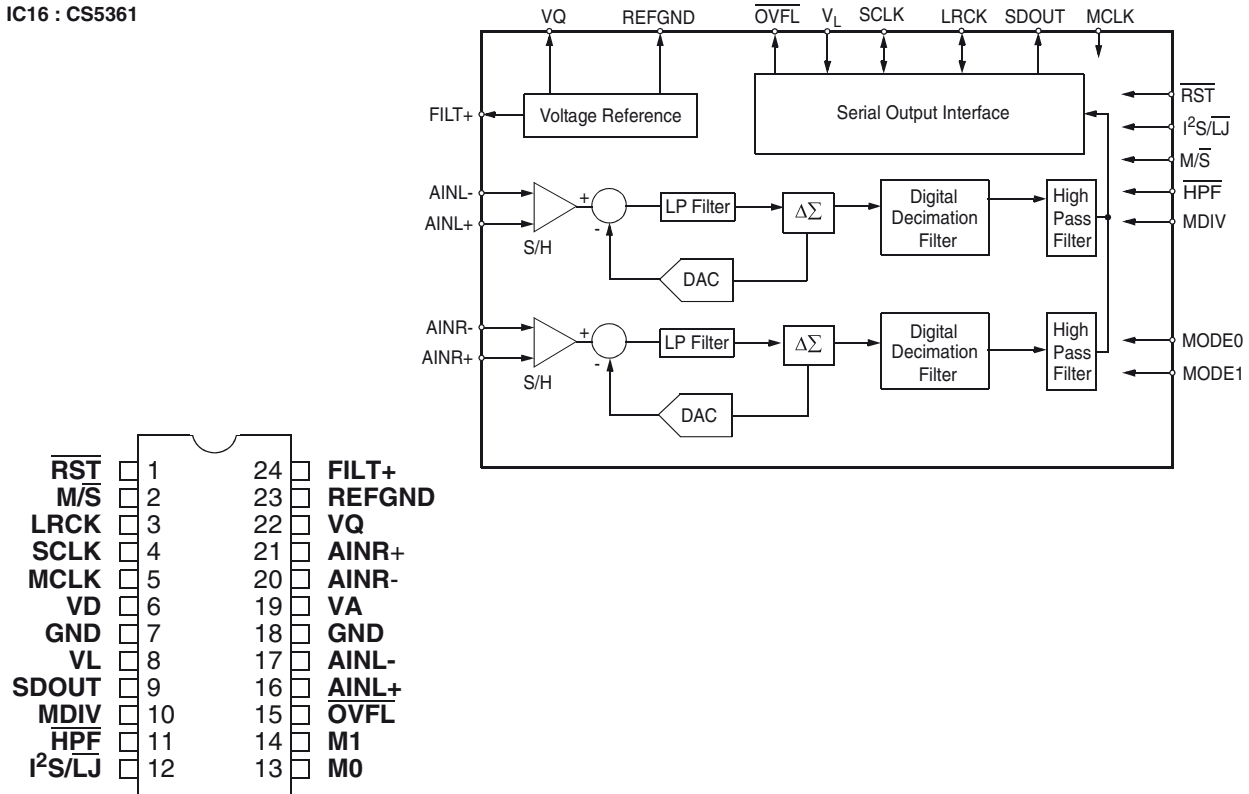 IC16 : CS5361
VQ REFGND OVFL VL SCLK LRCK SDOUT MCLK
FILT+
Voltage Reference
Serial Output Interface
RST
I²S/LJ
M/S
HPF
MDIV
AINL-
AINL+
S/H
+
-
LP Filter
ΔΣ
DAC
Digital
Decimation
Filter
High
Pass
Filter
AINR-
AINR+
S/H
+
-
LP Filter
ΔΣ
DAC
Digital
Decimation
Filter
High
Pass
Filter
MODE0
MODE1
RST 1 24 FILT+
M/S 2 23 REFGND
LRCK 3 22 VQ
SCLK 4 21 AINR+
MCLK 5 20 AINR-
VD 6 19 VA
GND 7 18 GND
VL 8 17 AINL-
SDOUT 9 16 AINL+
MDIV 10 15 OVFL
HPF 11 14 M1
I²S/LJ 12 13 M0